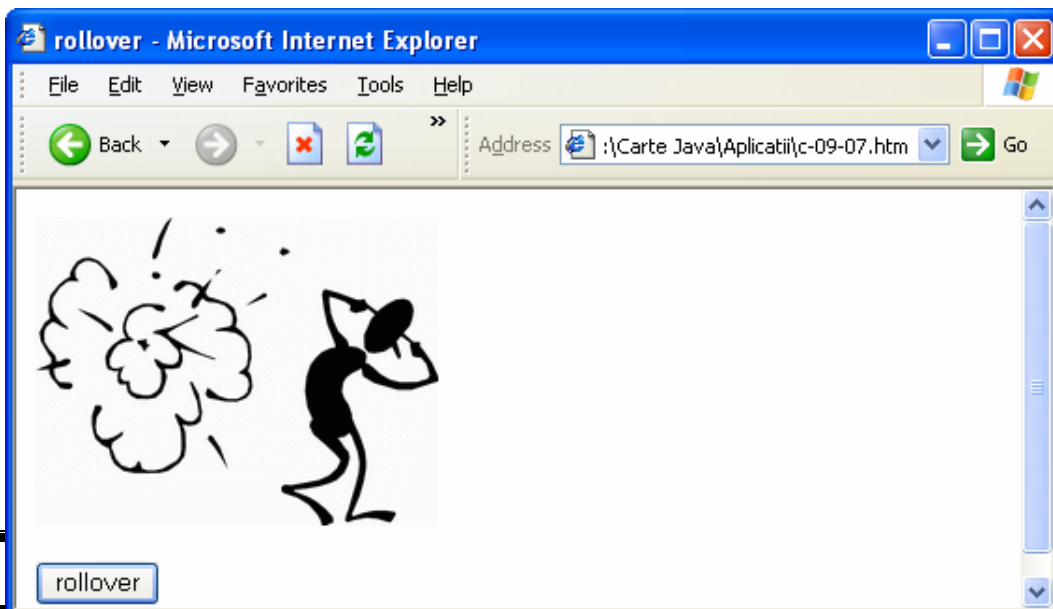 rollover - Microsoft Internet Explorer
File Edit View Favorites Tools Help
Back » Address :\Carte Java\Aplicatii\c-09-07.htm Go
rollover